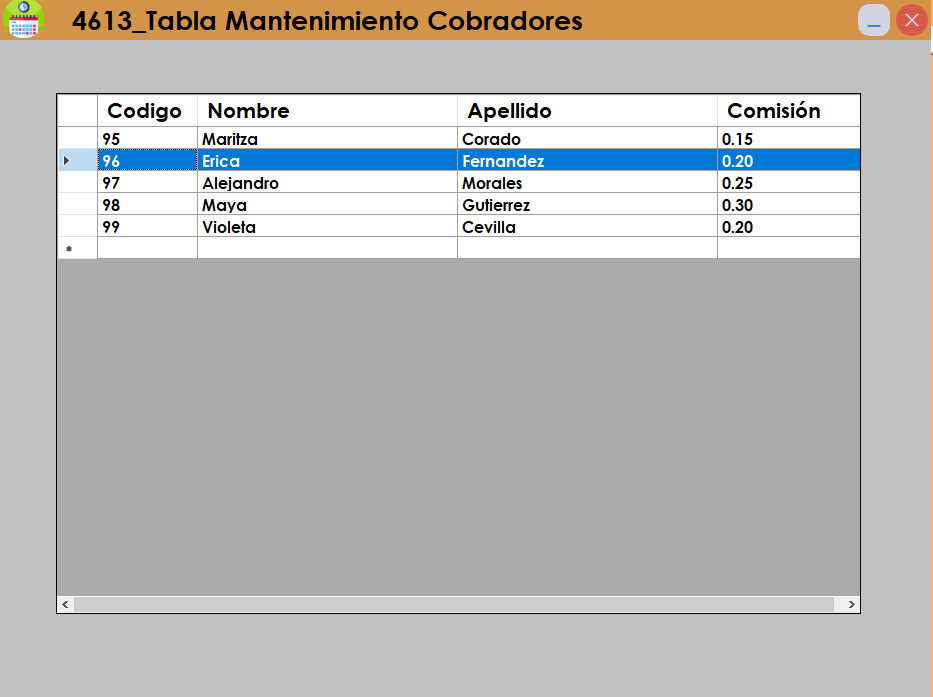 4613_Tabla Mantenimiento Cobradores
Codigo Nombre Apellido Comisión
95 Maritza Corado 0.15
96 Erica Fernandez 0.20
97 Alejandro Morales 0.25
98 Maya Gutierrez 0.30
99 Violeta Cevilla 0.20